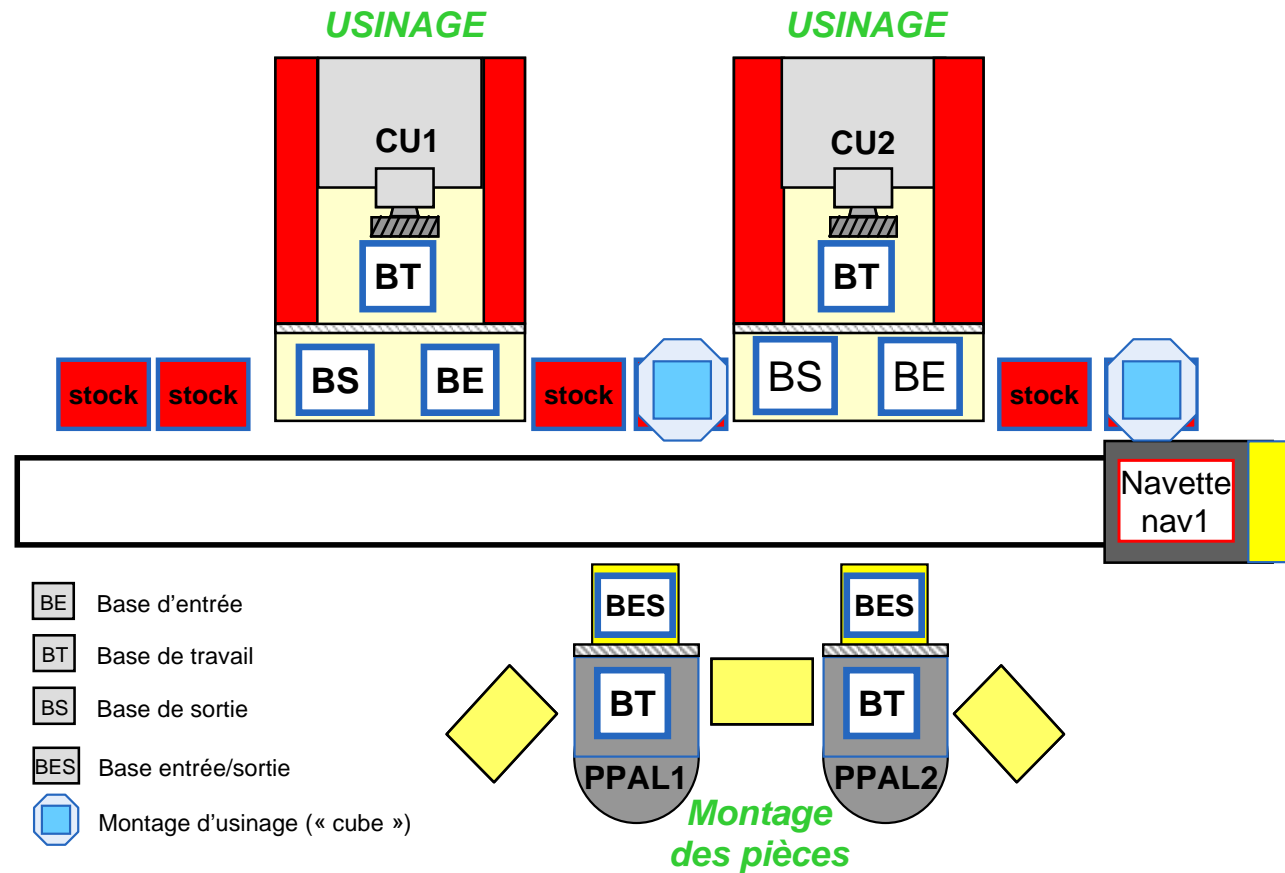 USINAGE
USINAGE
CU1
CU2
BT
BT
BS
BE
BS
BE
stock
stock
stock
stock
Navette
nav1
BES
BES
BT
BT
PPAL1
PPAL2
Montage
des pièces
BE Base d'entrée
BT Base de travail
BS Base de sortie
BES Base entrée/sortie
Montage d'usinage (« cube »)